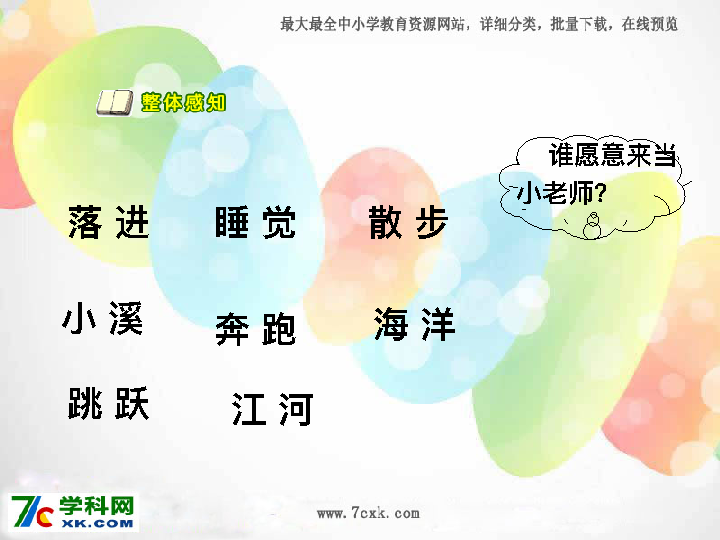 最大最全中小学教育资源网站，详细分类，批量下载，在线预览
整体感知
谁愿意来当
小老师?
落进 睡觉 散步
小溪 奔跑 海洋
跳跃 江河
7c学科网
XK.COM
www.7cxk.com